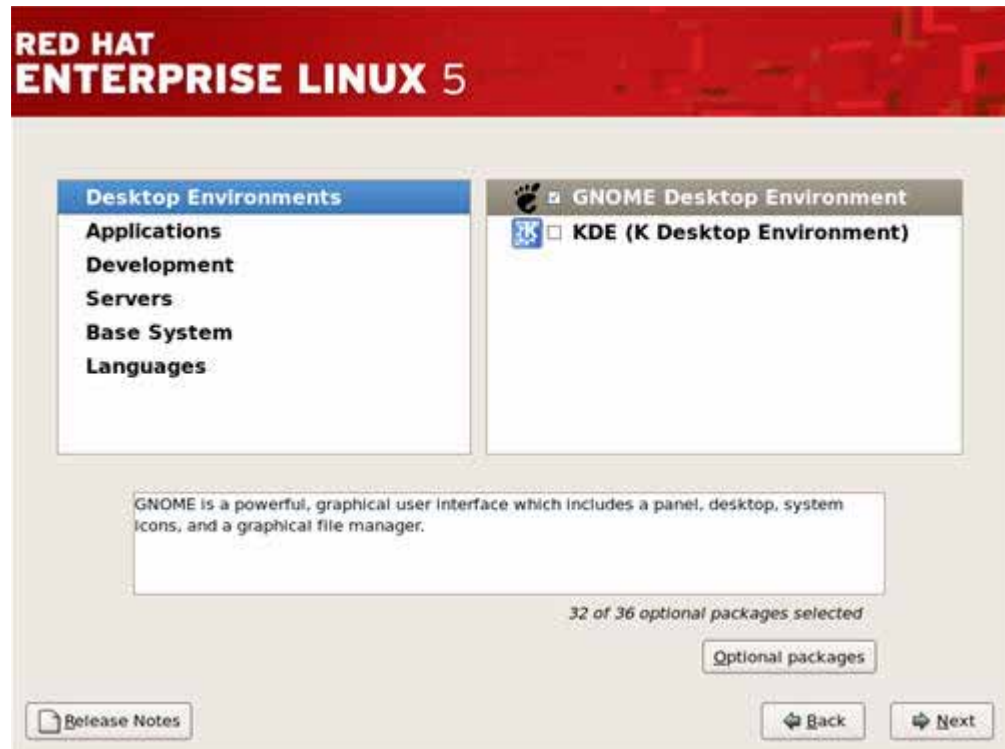 RED HAT
ENTERPRISE LINUX 5
Desktop Environments
Applications
Development
Servers
Base System
Languages
GNOME Desktop Environment
KDE (K Desktop Environment)
GNOME is a powerful, graphical user interface which includes a panel, desktop, system
icons, and a graphical file manager.
32 of 36 optional packages selected
Optional packages
Release Notes
Back
Next